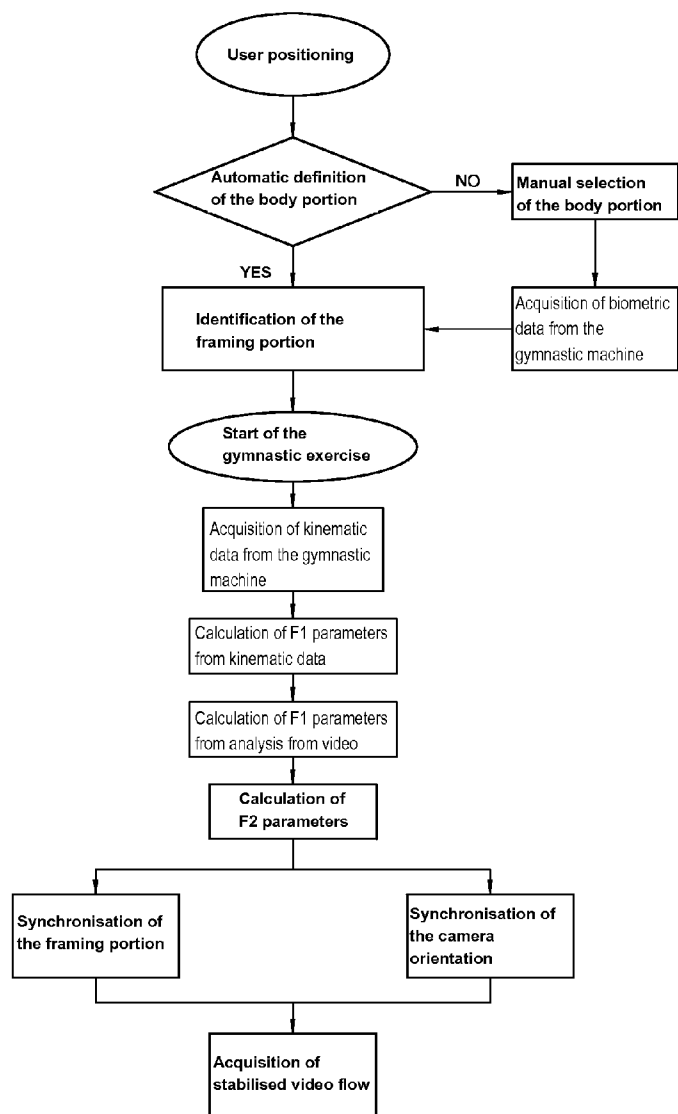 User positioning
Automatic definition
of the body portion
NO
Manual selection
of the body portion
YES
Identification of the
framing portion
Acquisition of biometric
data from the
gymnastic machine
Start of the
gymnastic exercise
Acquisition of kinematic
data from the gymnastic
machine
Calculation of F1 parameters
from kinematic data
Calculation of F1 parameters
from analysis from video
Calculation of
F2 parameters
Synchronisation of
the framing portion
Synchronisation of
the camera
orientation
Acquisition of
stabilised video flow